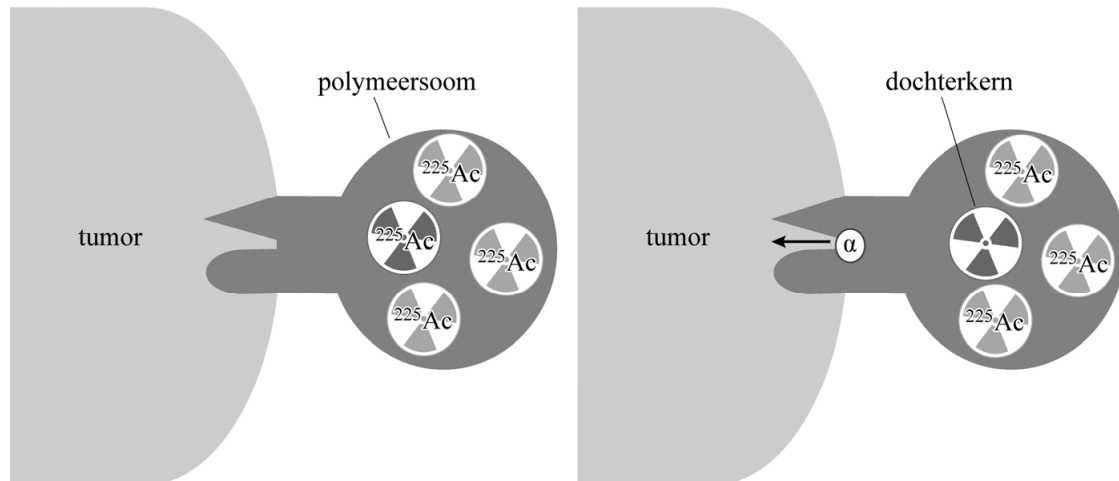 polymeersoom
²²⁵Ac
²²⁵Ac
²²⁵Ac
²²⁵Ac
tumor
dochterkern
²²⁵Ac
²²⁵Ac
²²⁵Ac
tumor
α